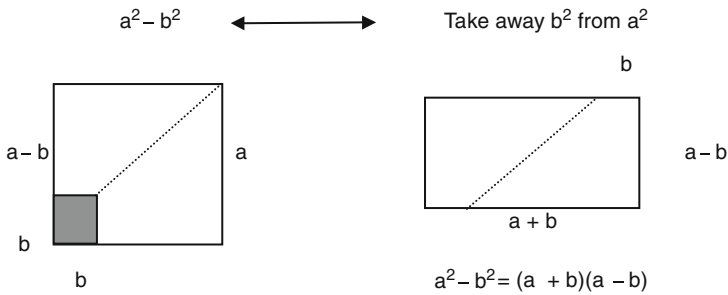 a² – b²
Take away b² from a²
b
a – b
a
a – b
b
a + b
b
a² – b² = (a + b)(a – b)